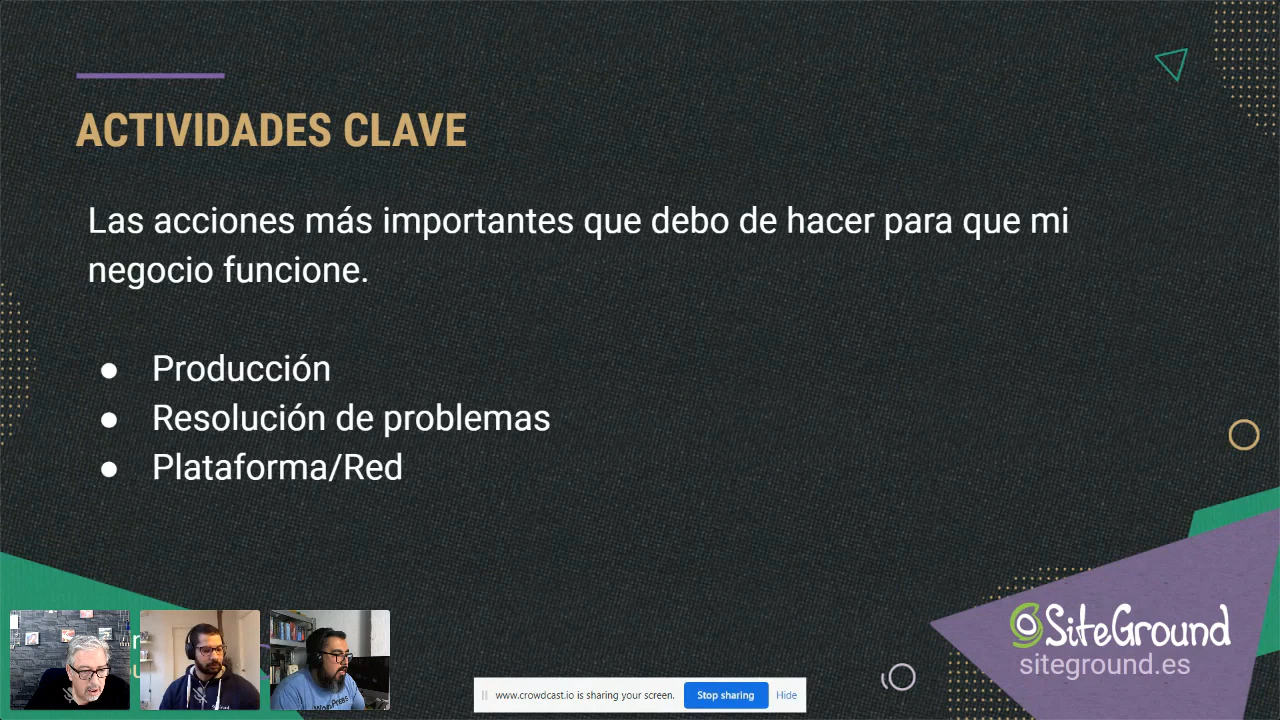 ACTIVIDADES CLAVE
Las acciones más importantes que debo de hacer para que mi
negocio funcione.
● Producción
● Resolución de problemas
● Plataforma/Red
SiteGround
siteground.es
www.crowdcast.io is sharing your screen.
Stop sharing
Hide